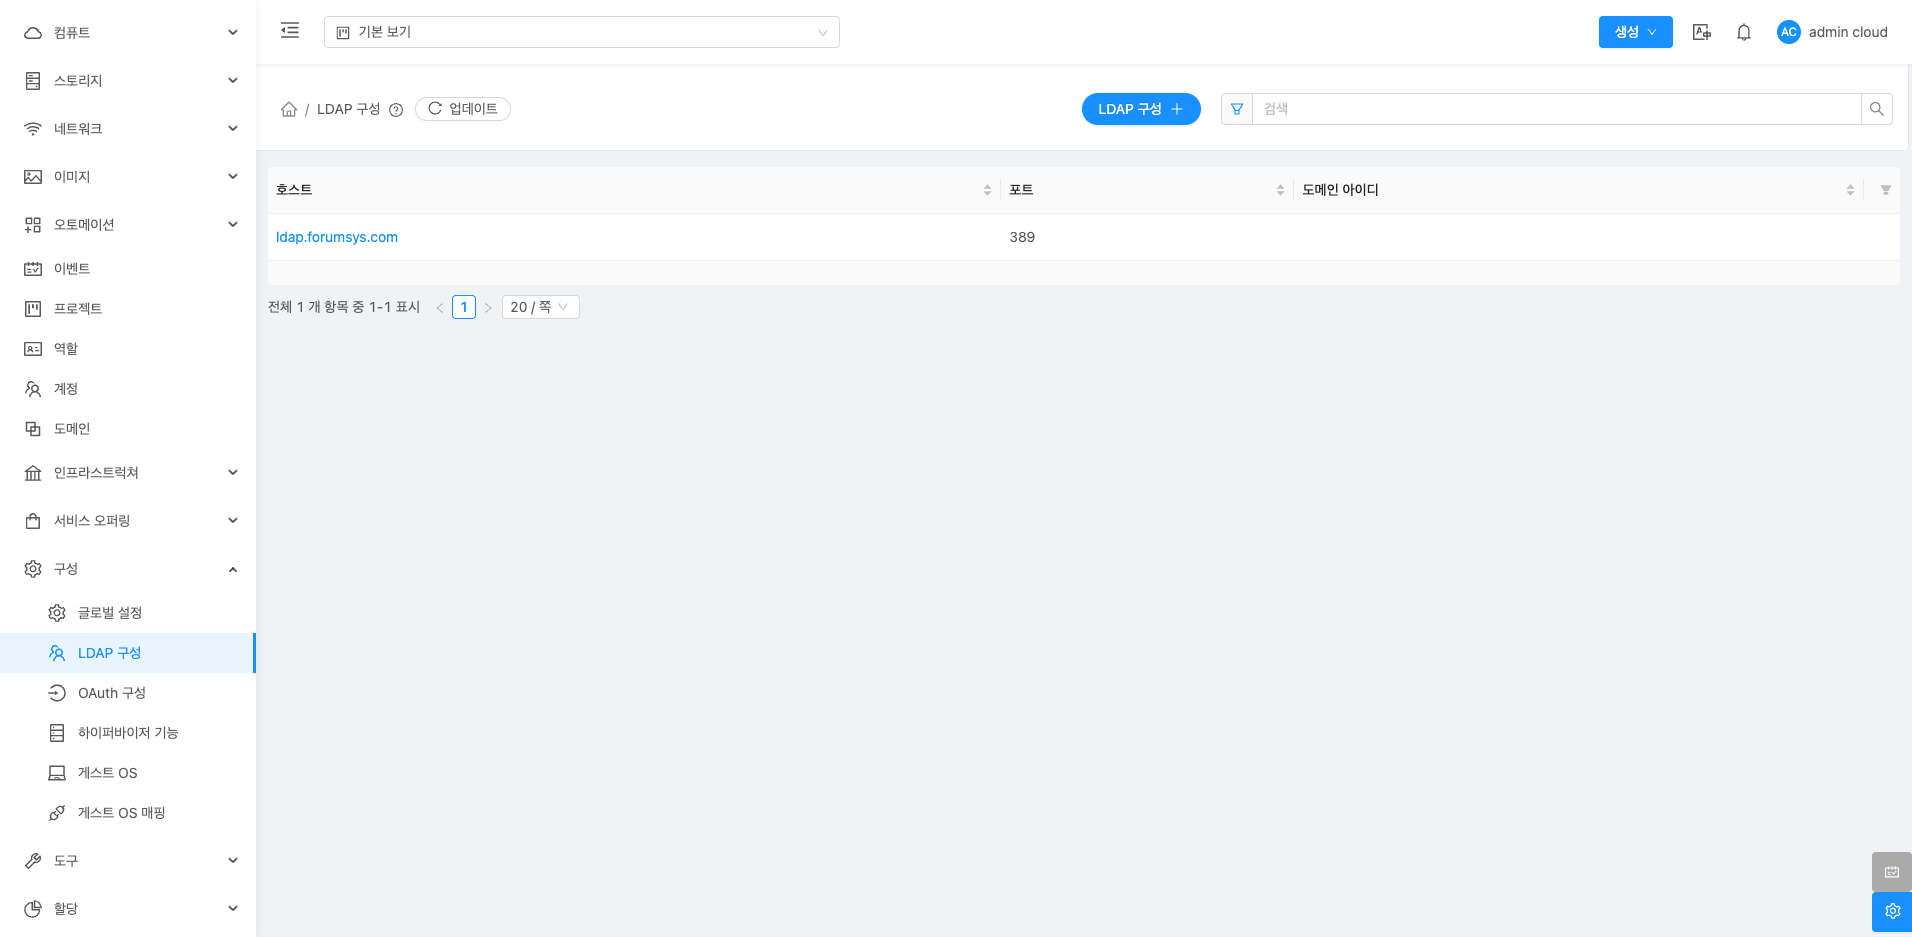 컴퓨트
스토리지
네트워크
이미지
오토메이션
이벤트
프로젝트
역할
계정
도메인
인프라스트럭쳐
서비스 오퍼링
구성
글로벌 설정
LDAP 구성
OAuth 구성
하이퍼바이저 기능
게스트 OS
게스트 OS 매핑
도구
할당
기본 보기
생성
AC admin cloud
/ LDAP 구성 업데이트
LDAP 구성
검색
호스트 포트 도메인 아이디
ldap.forumsys.com 389
전체 1 개 항목 중 1-1 표시 1 20 / 쪽